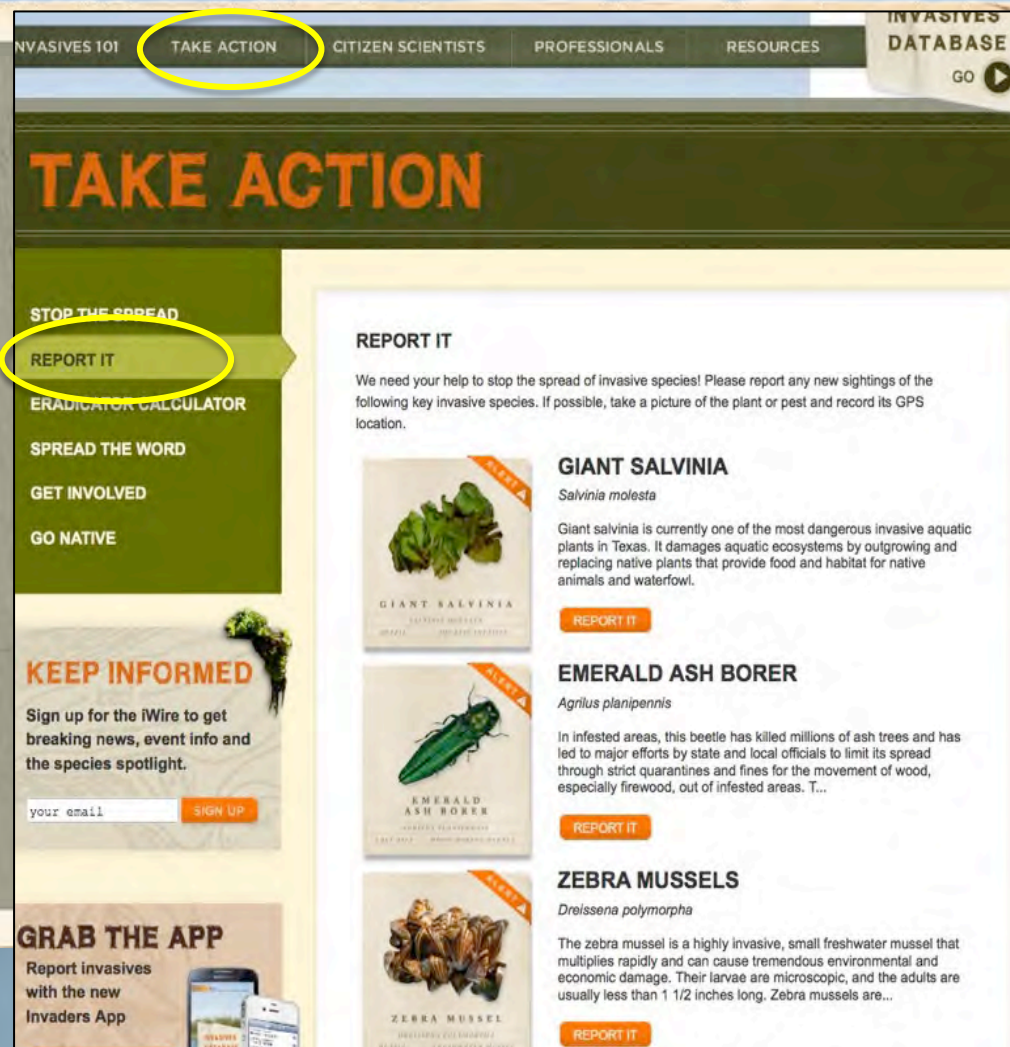 NVASIVES 101
TAKE ACTION
CITIZEN SCIENTISTS
PROFESSIONALS
RESOURCES
INVASIVES
DATABASE
GO
TAKE ACTION
STOP THE SPREAD
REPORT IT
ERADICATOR CALCULATOR
SPREAD THE WORD
GET INVOLVED
GO NATIVE
KEEP INFORMED
Sign up for the iWire to get
breaking news, event info and
the species spotlight.
your email
SIGN UP
GRAB THE APP
Report invasives
with the new
Invaders App
REPORT IT
We need your help to stop the spread of invasive species! Please report any new sightings of the
following key invasive species. If possible, take a picture of the plant or pest and record its GPS
location.
ALERT
GIANT SALVINIA
GIANT SALVINIA
Salvinia molesta
Giant salvinia is currently one of the most dangerous invasive aquatic
plants in Texas. It damages aquatic ecosystems by outgrowing and
replacing native plants that provide food and habitat for native
animals and waterfowl.
REPORT IT
ALERT
EMERALD
ASH BORER
EMERALD ASH BORER
Agrilus planipennis
In infested areas, this beetle has killed millions of ash trees and has
led to major efforts by state and local officials to limit its spread
through strict quarantines and fines for the movement of wood,
especially firewood, out of infested areas. T...
REPORT IT
ALERT
ZEBRA MUSSEL
ZEBRA MUSSELS
Dreissena polymorpha
The zebra mussel is a highly invasive, small freshwater mussel that
multiplies rapidly and can cause tremendous environmental and
economic damage. Their larvae are microscopic, and the adults are
usually less than 1 1/2 inches long. Zebra mussels are...
REPORT IT